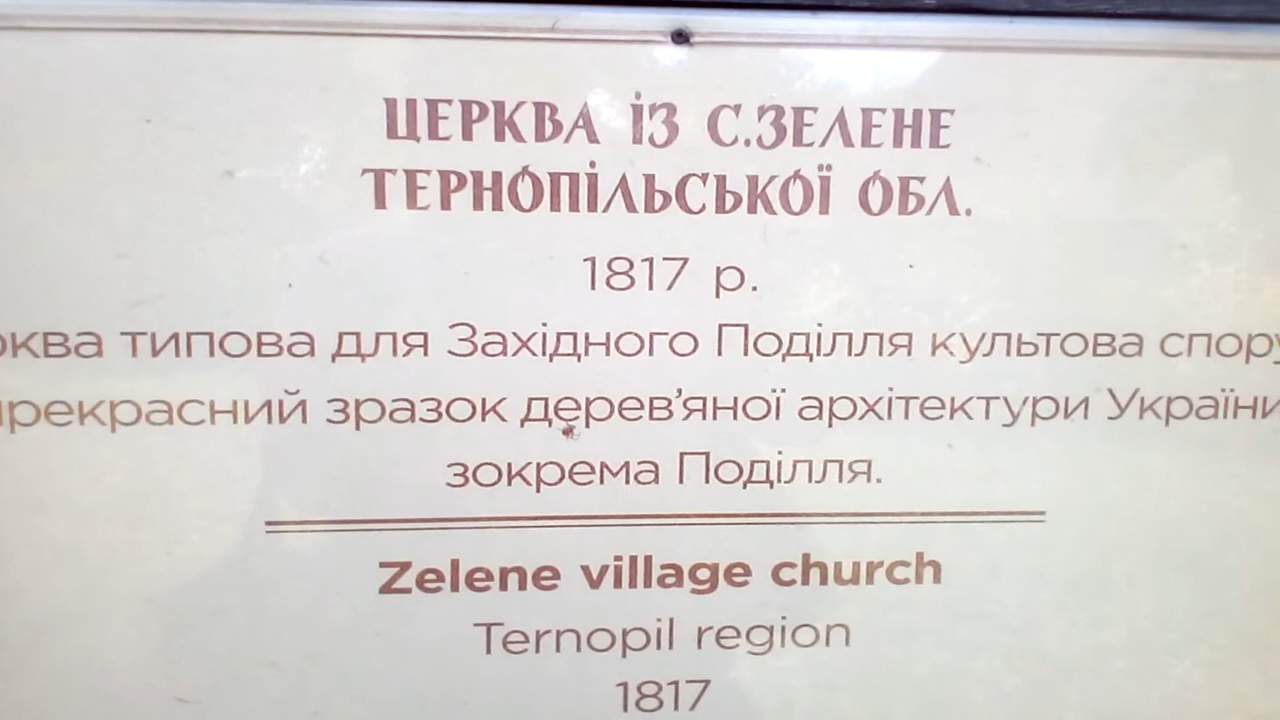 ЦЕРКВА ІЗ С.ЗЕЛЕНЕ
ТЕРНОПІЛЬСЬКОЇ ОБЛ.
1817 р.
типова для Західного Поділля культова
зразок дерев'яної архітектури України
зокрема Поділля.
Zelene village church
Ternopil region
1817